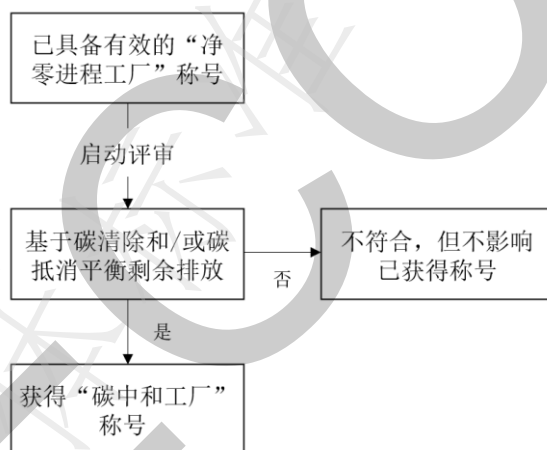 已具备有效的“净
零进程工厂”称号
启动评审
基于碳清除和/或碳
抵消平衡剩余排放
否
不符合，但不影响
已获得称号
是
获得“碳中和工厂”
称号